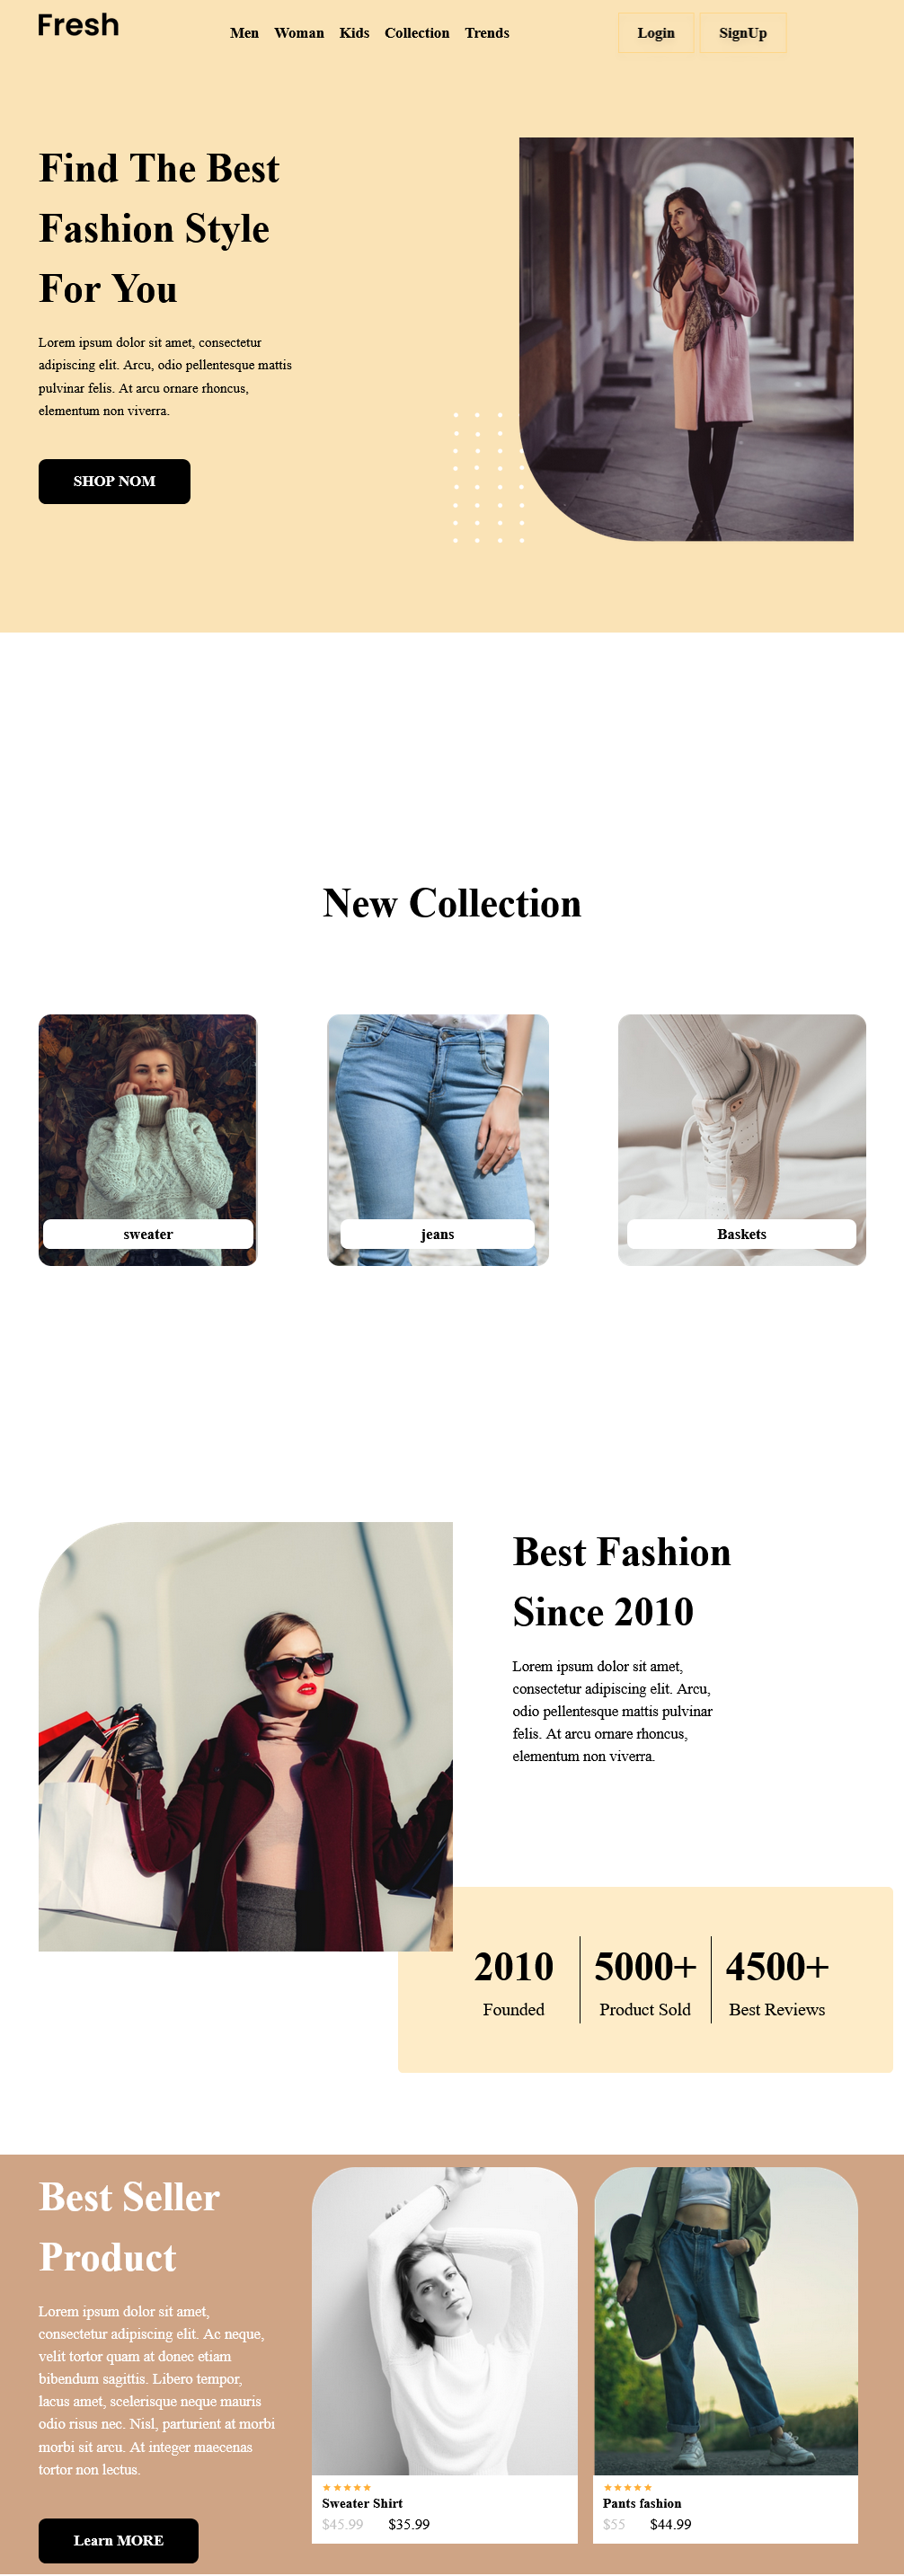 Fresh
Men Woman Kids Collection Trends
Login SignUp
Find The Best
Fashion Style
For You
Lorem ipsum dolor sit amet, consectetur
adipiscing elit. Arcu, odio pellentesque mattis
pulvinar felis. At arcu ornare rhoncus,
elementum non viverra.
SHOP NOM
New Collection
sweater
jeans
Baskets
Best Fashion
Since 2010
Lorem ipsum dolor sit amet,
consectetur adipiscing elit. Arcu,
odio pellentesque mattis pulvinar
felis. At arcu ornare rhoncus,
elementum non viverra.
2010 5000+ 4500+
Founded Product Sold Best Reviews
Best Seller
Product
Lorem ipsum dolor sit amet,
consectetur adipiscing elit. Ac neque,
velit tortor quam at donec etiam
bibendum sagittis. Libero tempor,
lacus amet, scelerisque neque mauris
odio risus nec. Nisl, parturient at morbi
morbi sit arcu. At integer maecenas
tortor non lectus.
Learn MORE
Sweater Shirt
$45.99 $35.99
Pants fashion
$55 $44.99